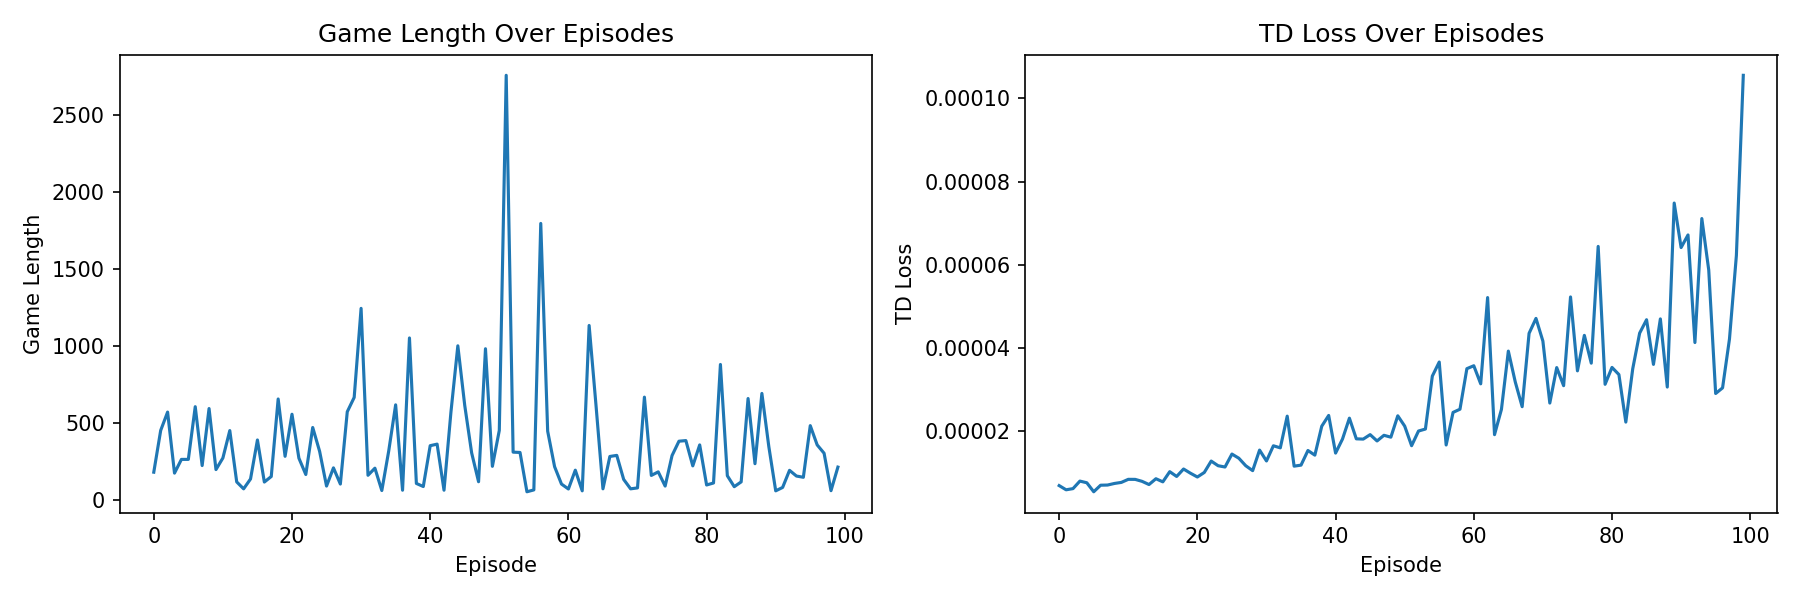 Game Length Over Episodes
2500
2000
1500
1000
500
0
Game Length
0 20 40 60 80 100
Episode
TD Loss Over Episodes
0.00010
0.00008
0.00006
0.00004
0.00002
TD Loss
0 20 40 60 80 100
Episode